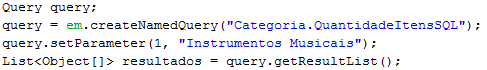 Query query;
query = em.createNamedQuery("Categoria.QuantidadeItensSQL");
query.setParameter(1, "Instrumentos Musicais");
List<Object[]> resultados = query.getResultList();